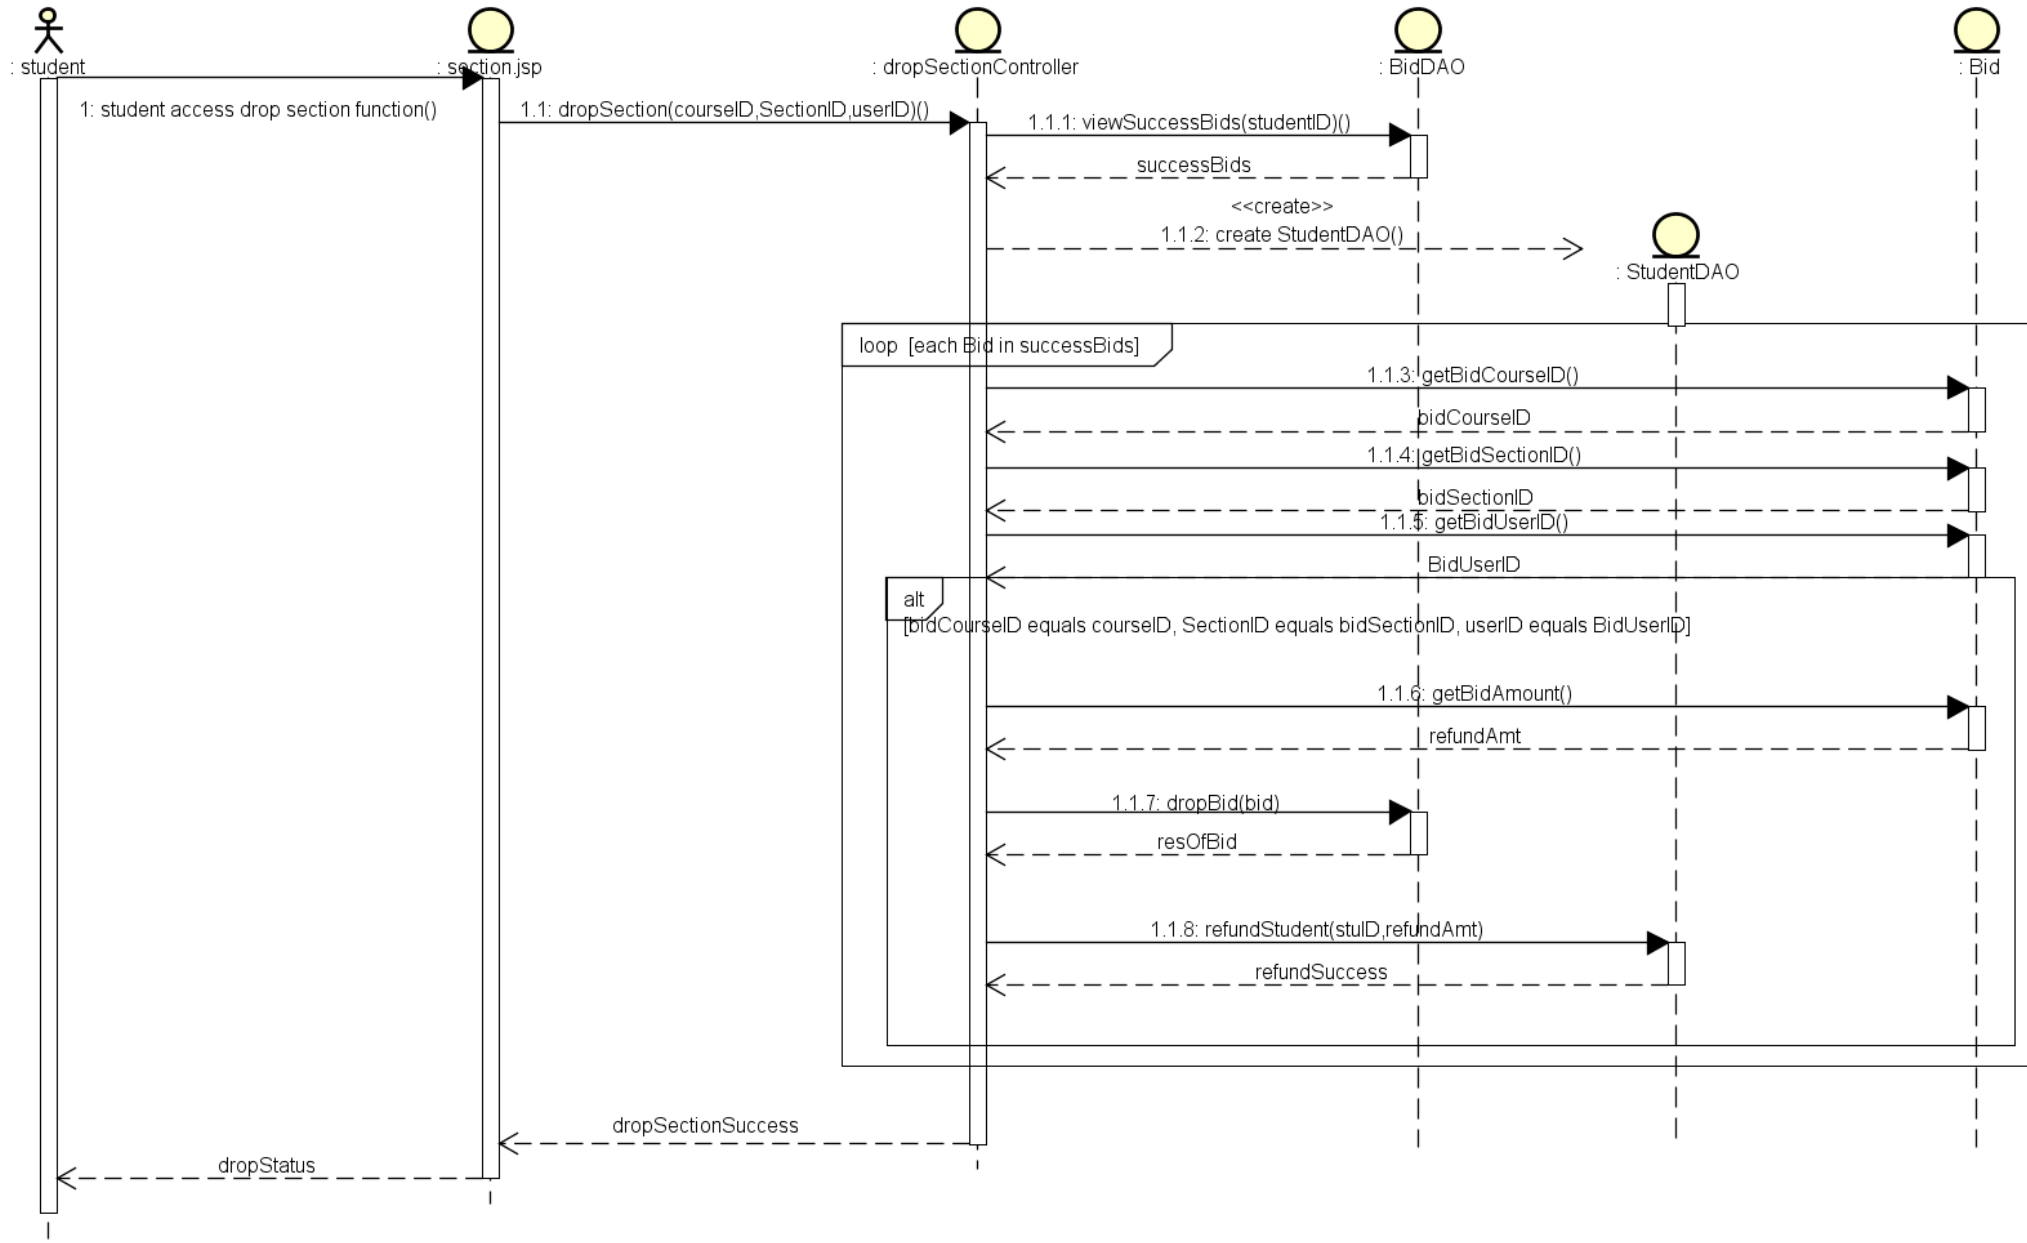 : student
: section.jsp
: dropSectionController
: BidDAO
: Bid
1: student access drop section function()
1.1: dropSection(courseID,SectionID,userID)()
1.1.1: viewSuccessBids(studentID)()
successBids
<<create>>
1.1.2: create StudentDAO()
: StudentDAO
loop [each Bid in successBids]
1.1.3: getBidCourseID()
bidCourseID
1.1.4: getBidSectionID()
bidSectionID
1.1.5: getBidUserID()
BidUserID
alt
[bidCourseID equals courseID, SectionID equals bidSectionID, userID equals BidUserID]
1.1.6: getBidAmount()
refundAmt
1.1.7: dropBid(bid)
resOfBid
1.1.8: refundStudent(stuID,refundAmt)
refundSuccess
dropSectionSuccess
dropStatus